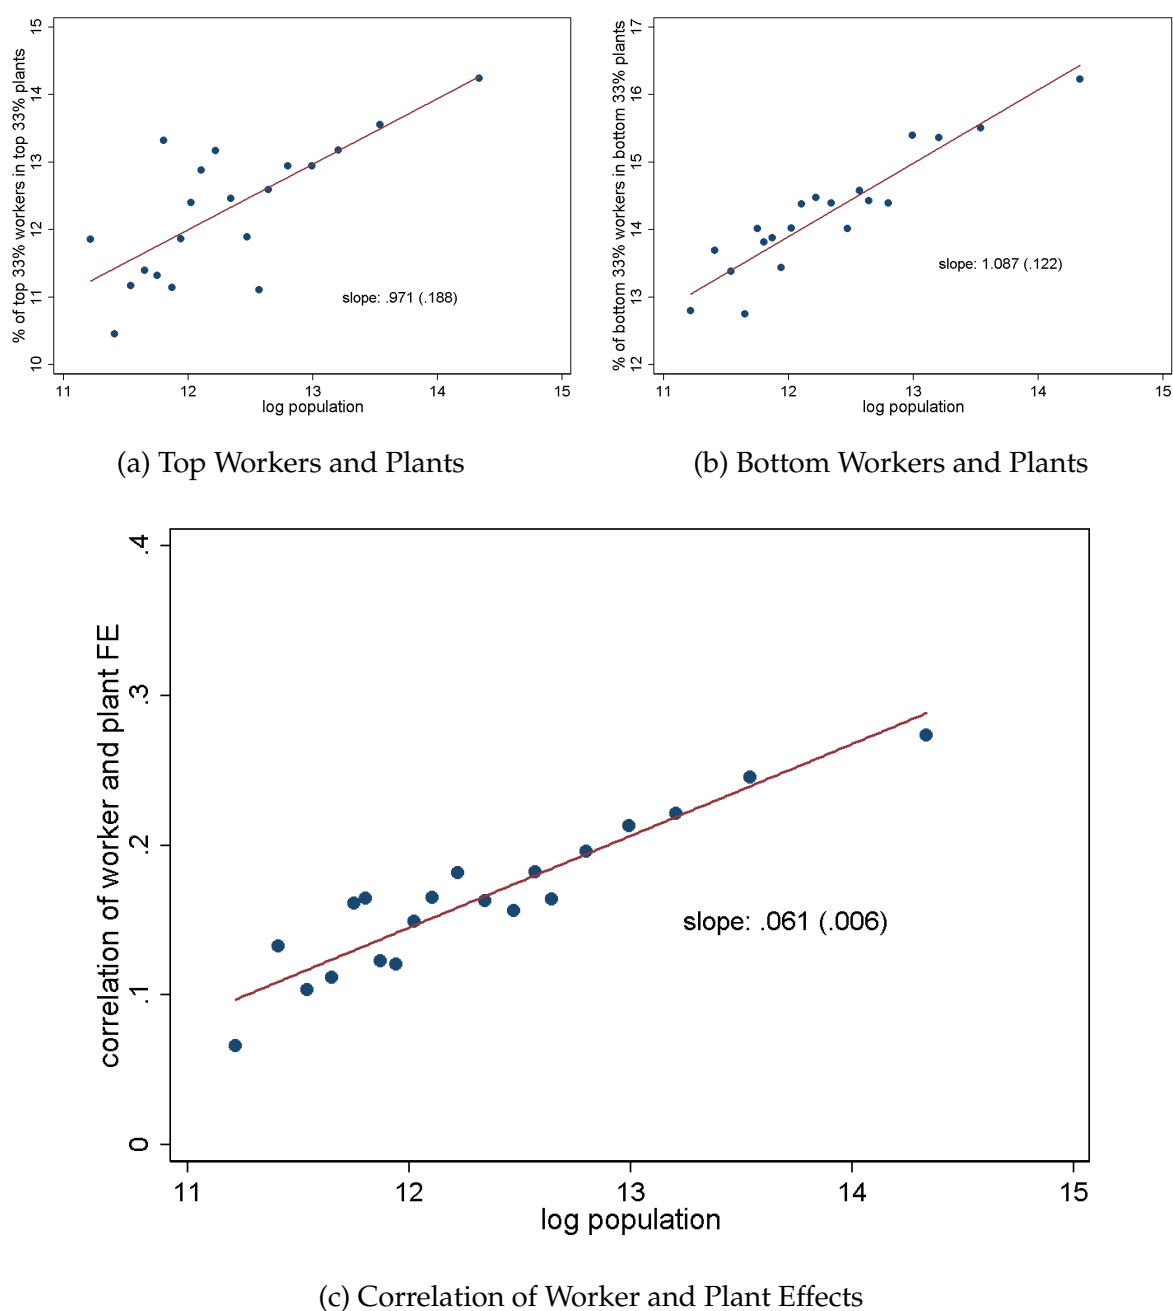 % of top 33% workers in top 33% plants
15
14
13
12
11
10
slope: .971 (.188)
11 12 13 14 15
log population
(a) Top Workers and Plants
% of bottom 33% workers in bottom 33% plants
17
16
15
14
13
12
slope: 1.087 (.122)
11 12 13 14 15
log population
(b) Bottom Workers and Plants
correlation of worker and plant FE
.4
.3
.2
.1
0
slope: .061 (.006)
11 12 13 14 15
log population
(c) Correlation of Worker and Plant Effects